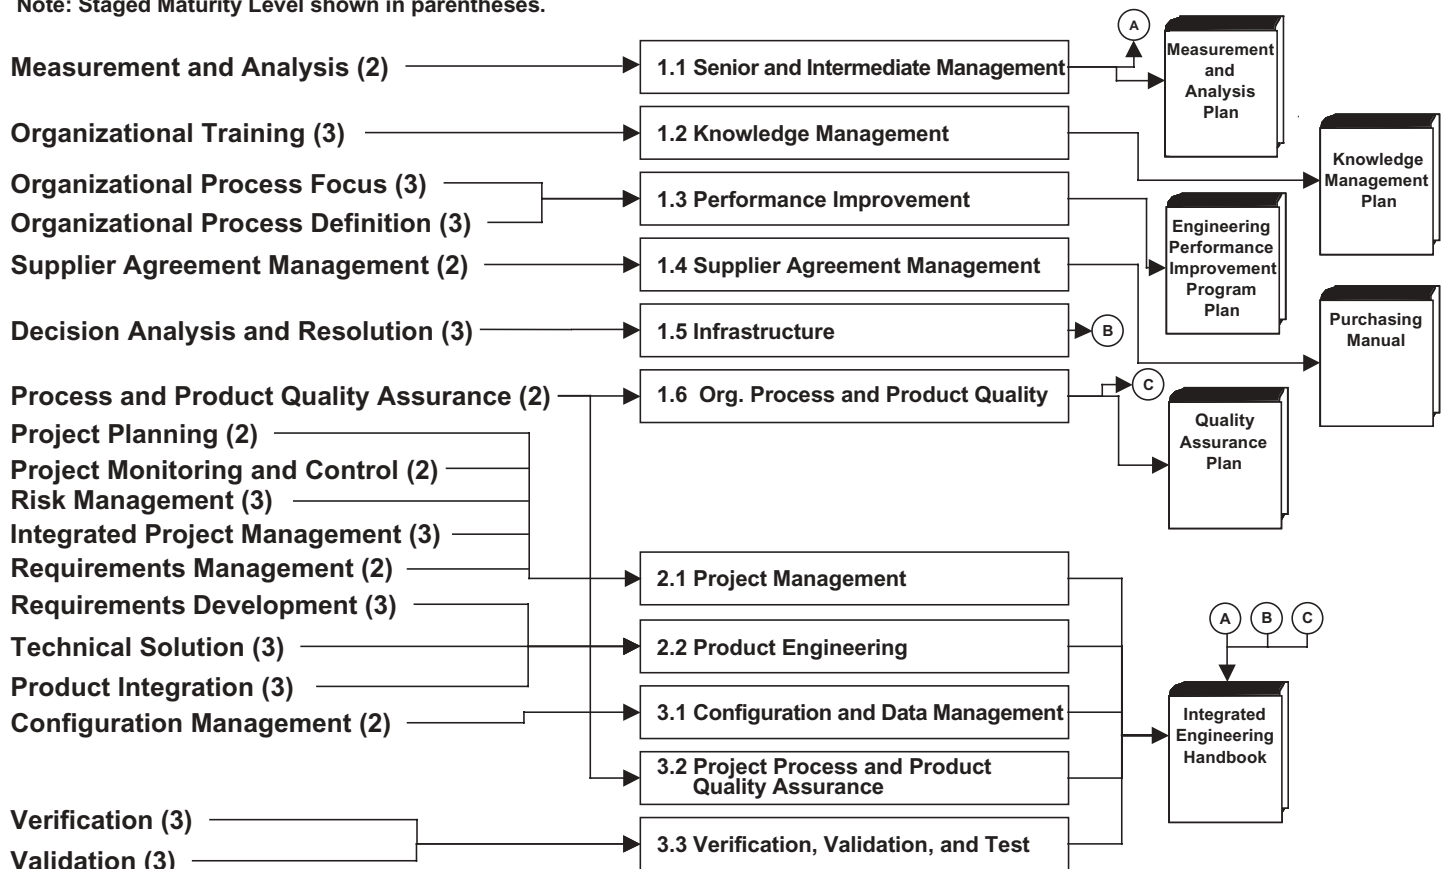 Note: Staged Maturity Level shown in parentheses.
Measurement and Analysis (2)
Organizational Training (3)
Organizational Process Focus (3)
Organizational Process Definition (3)
Supplier Agreement Management (2)
Decision Analysis and Resolution (3)
Process and Product Quality Assurance (2)
Project Planning (2)
Project Monitoring and Control (2)
Risk Management (3)
Integrated Project Management (3)
Requirements Management (2)
Requirements Development (3)
Technical Solution (3)
Product Integration (3)
Configuration Management (2)
Verification (3)
Validation (3)
1.1 Senior and Intermediate Management
1.2 Knowledge Management
1.3 Performance Improvement
1.4 Supplier Agreement Management
1.5 Infrastructure
1.6 Org. Process and Product Quality
2.1 Project Management
2.2 Product Engineering
3.1 Configuration and Data Management
3.2 Project Process and Product
Quality Assurance
3.3 Verification, Validation, and Test
A
B
C
Measurement
and
Analysis
Plan
Knowledge
Management
Plan
Engineering
Performance
Improvement
Program
Plan
Purchasing
Manual
Quality
Assurance
Plan
A B C
Integrated
Engineering
Handbook